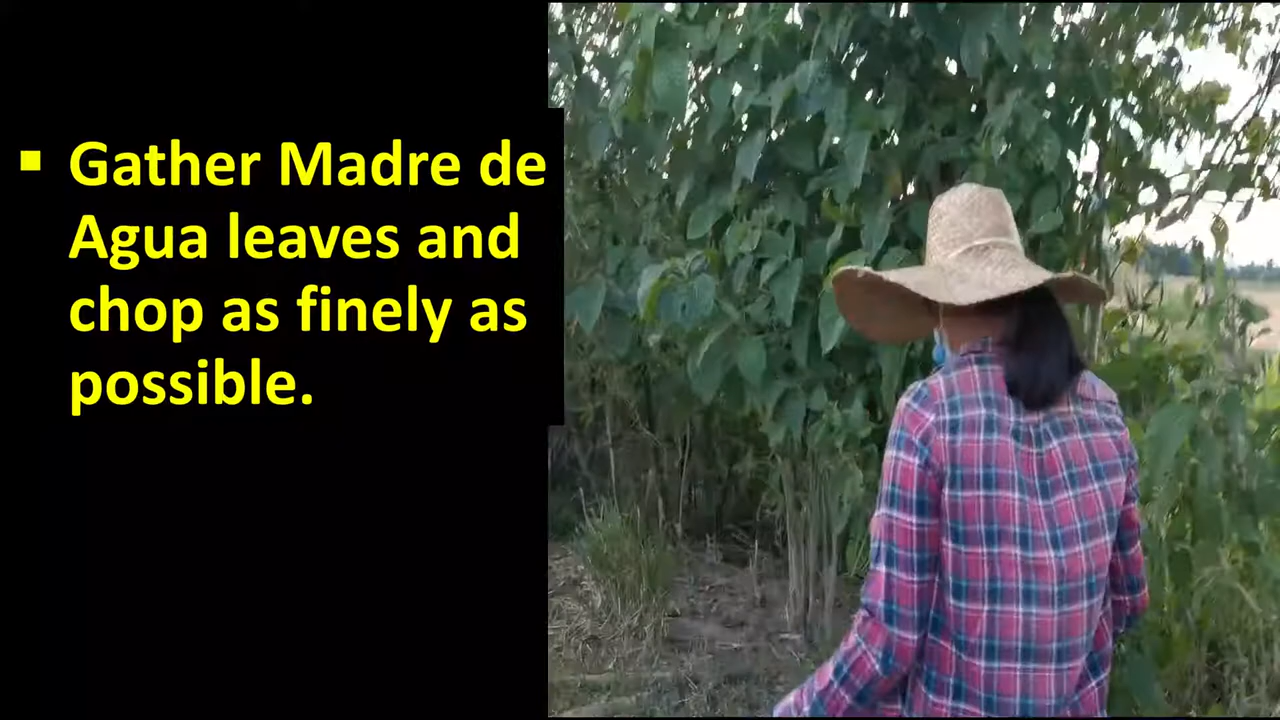 ▪ Gather Madre de
Agua leaves and
chop as finely as
possible.